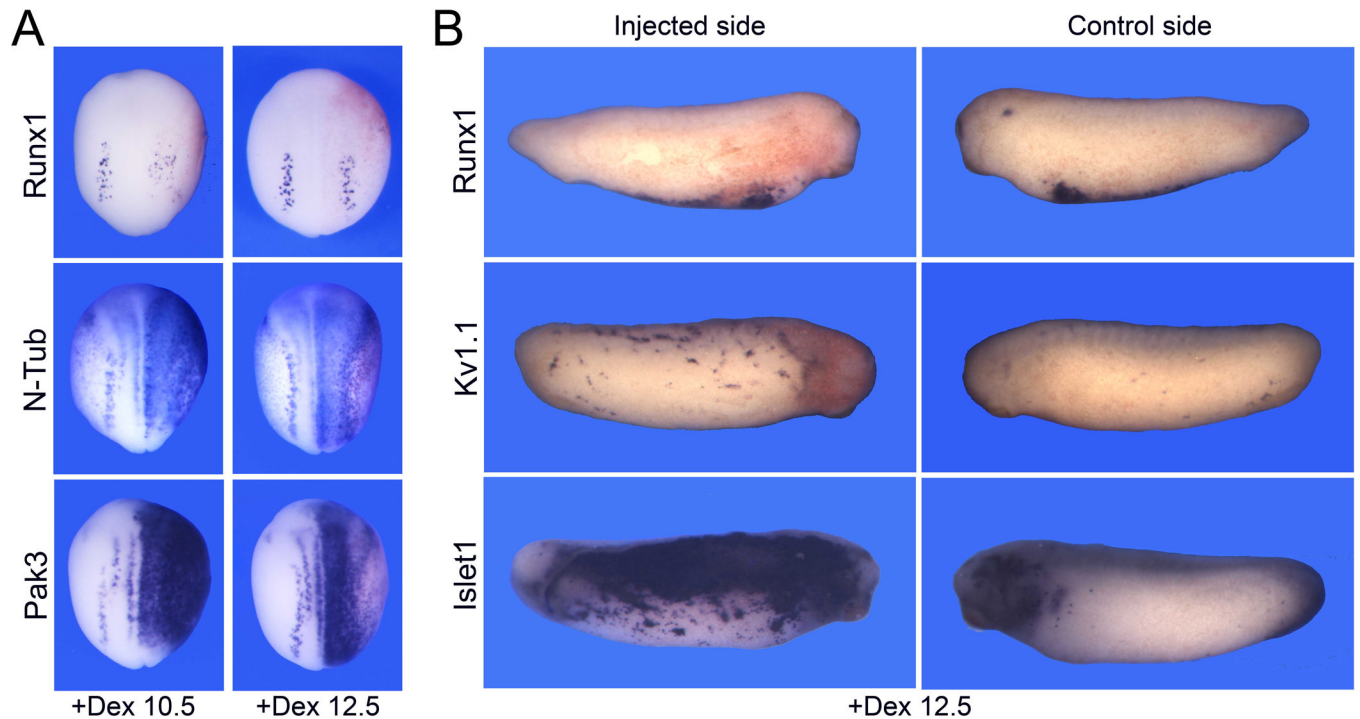 A
B
Injected side
Control side
Runx1
N-Tub
Pak3
+Dex 10.5
+Dex 12.5
Runx1
Kv1.1
Islet1
+Dex 12.5